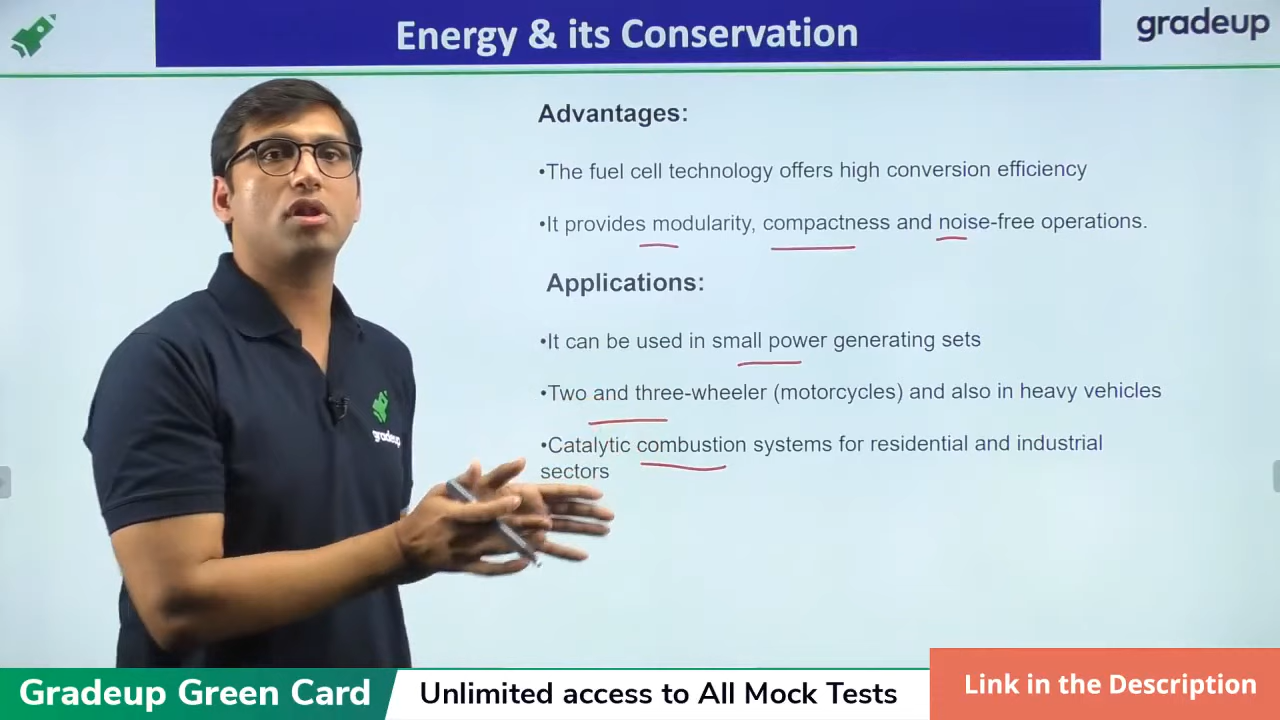 Energy & its Conservation
gradeup
Advantages:
•The fuel cell technology offers high conversion efficiency
•It provides modularity, compactness and noise-free operations.
Applications:
•It can be used in small power generating sets
•Two and three-wheeler (motorcycles) and also in heavy vehicles
•Catalytic combustion systems for residential and industrial
sectors
gradeup
Gradeup Green Card
Unlimited access to All Mock Tests
Link in the Description